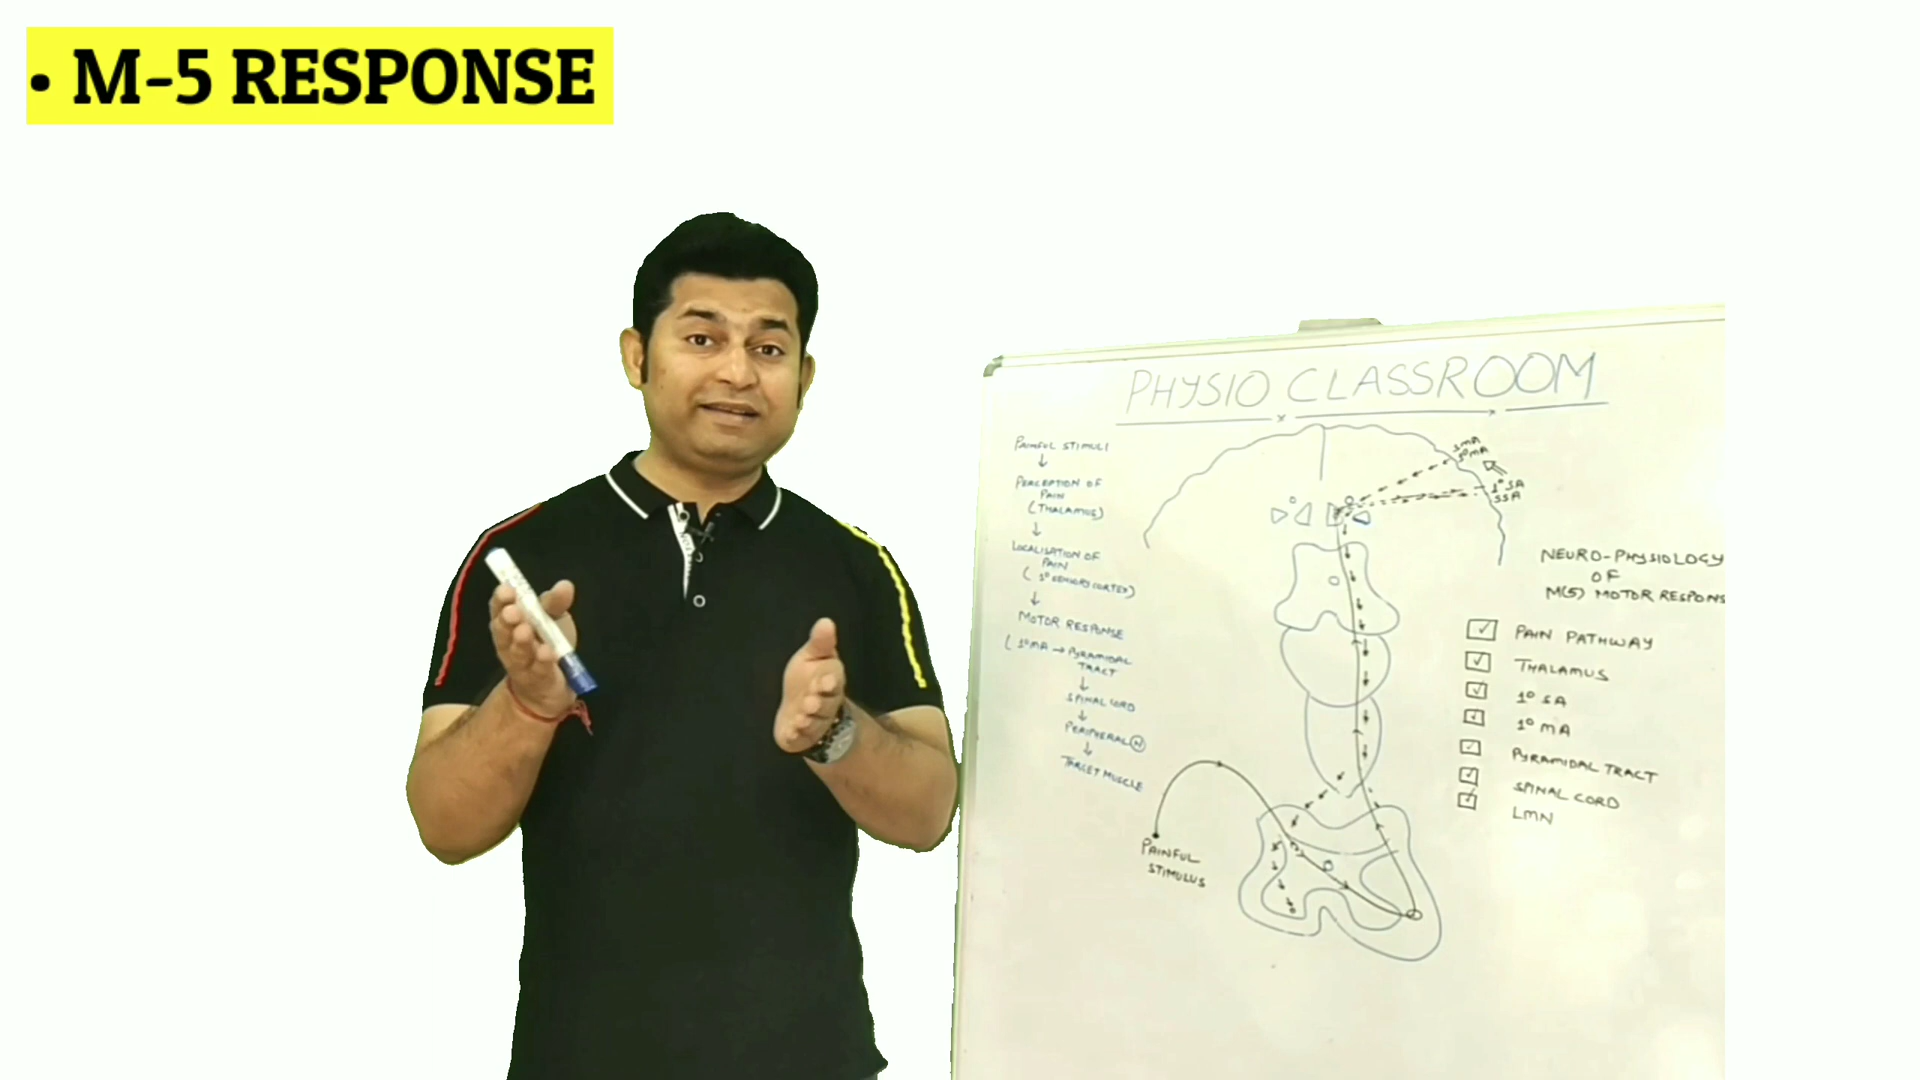 • M-5 RESPONSE
PHYSIO CLASSROOM
PAINFUL STIMULI
↓
PERCEPTION OF
PAIN
(THALAMUS)
↓
LOCALISATION OF
PAIN
(1° SENSORY CORTEX)
↓
MOTOR RESPONSE
(1° MA → PYRAMIDAL
TRACT
↓
SPINAL CORD
↓
PERIPHERAL N
↓
TARGET MUSCLE
SMA
1° MA
1° SA
SSA
PAINFUL
STIMULUS
NEURO-PHYSIOLOGY
OF
M(5) MOTOR RESPONS
☑ PAIN PATHWAY
☑ THALAMUS
☑ 1° SA
☑ 1° MA
☑ PYRAMIDAL TRACT
☑ SPINAL CORD
☑ LMN